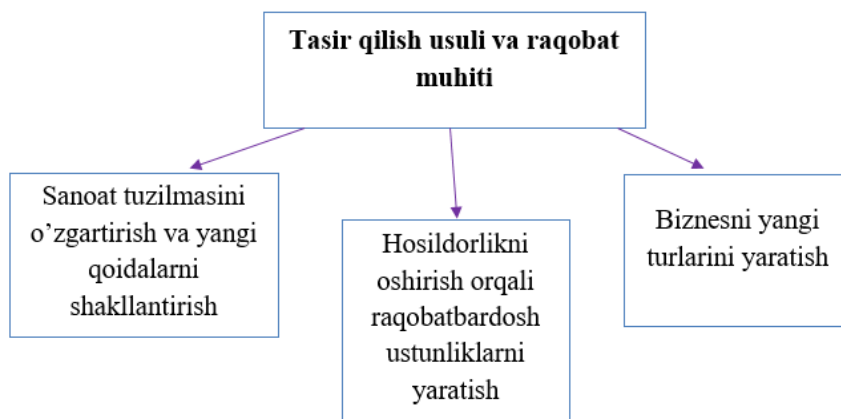 Tasir qilish usuli va raqobat
muhiti
Sanoat tuzilmasini
o’zgartirish va yangi
qoidalarni
shakllantirish
Hosildorlikni
oshirish orqali
raqobatbardosh
ustunliklarni
yaratish
Biznesni yangi
turlarini yaratish